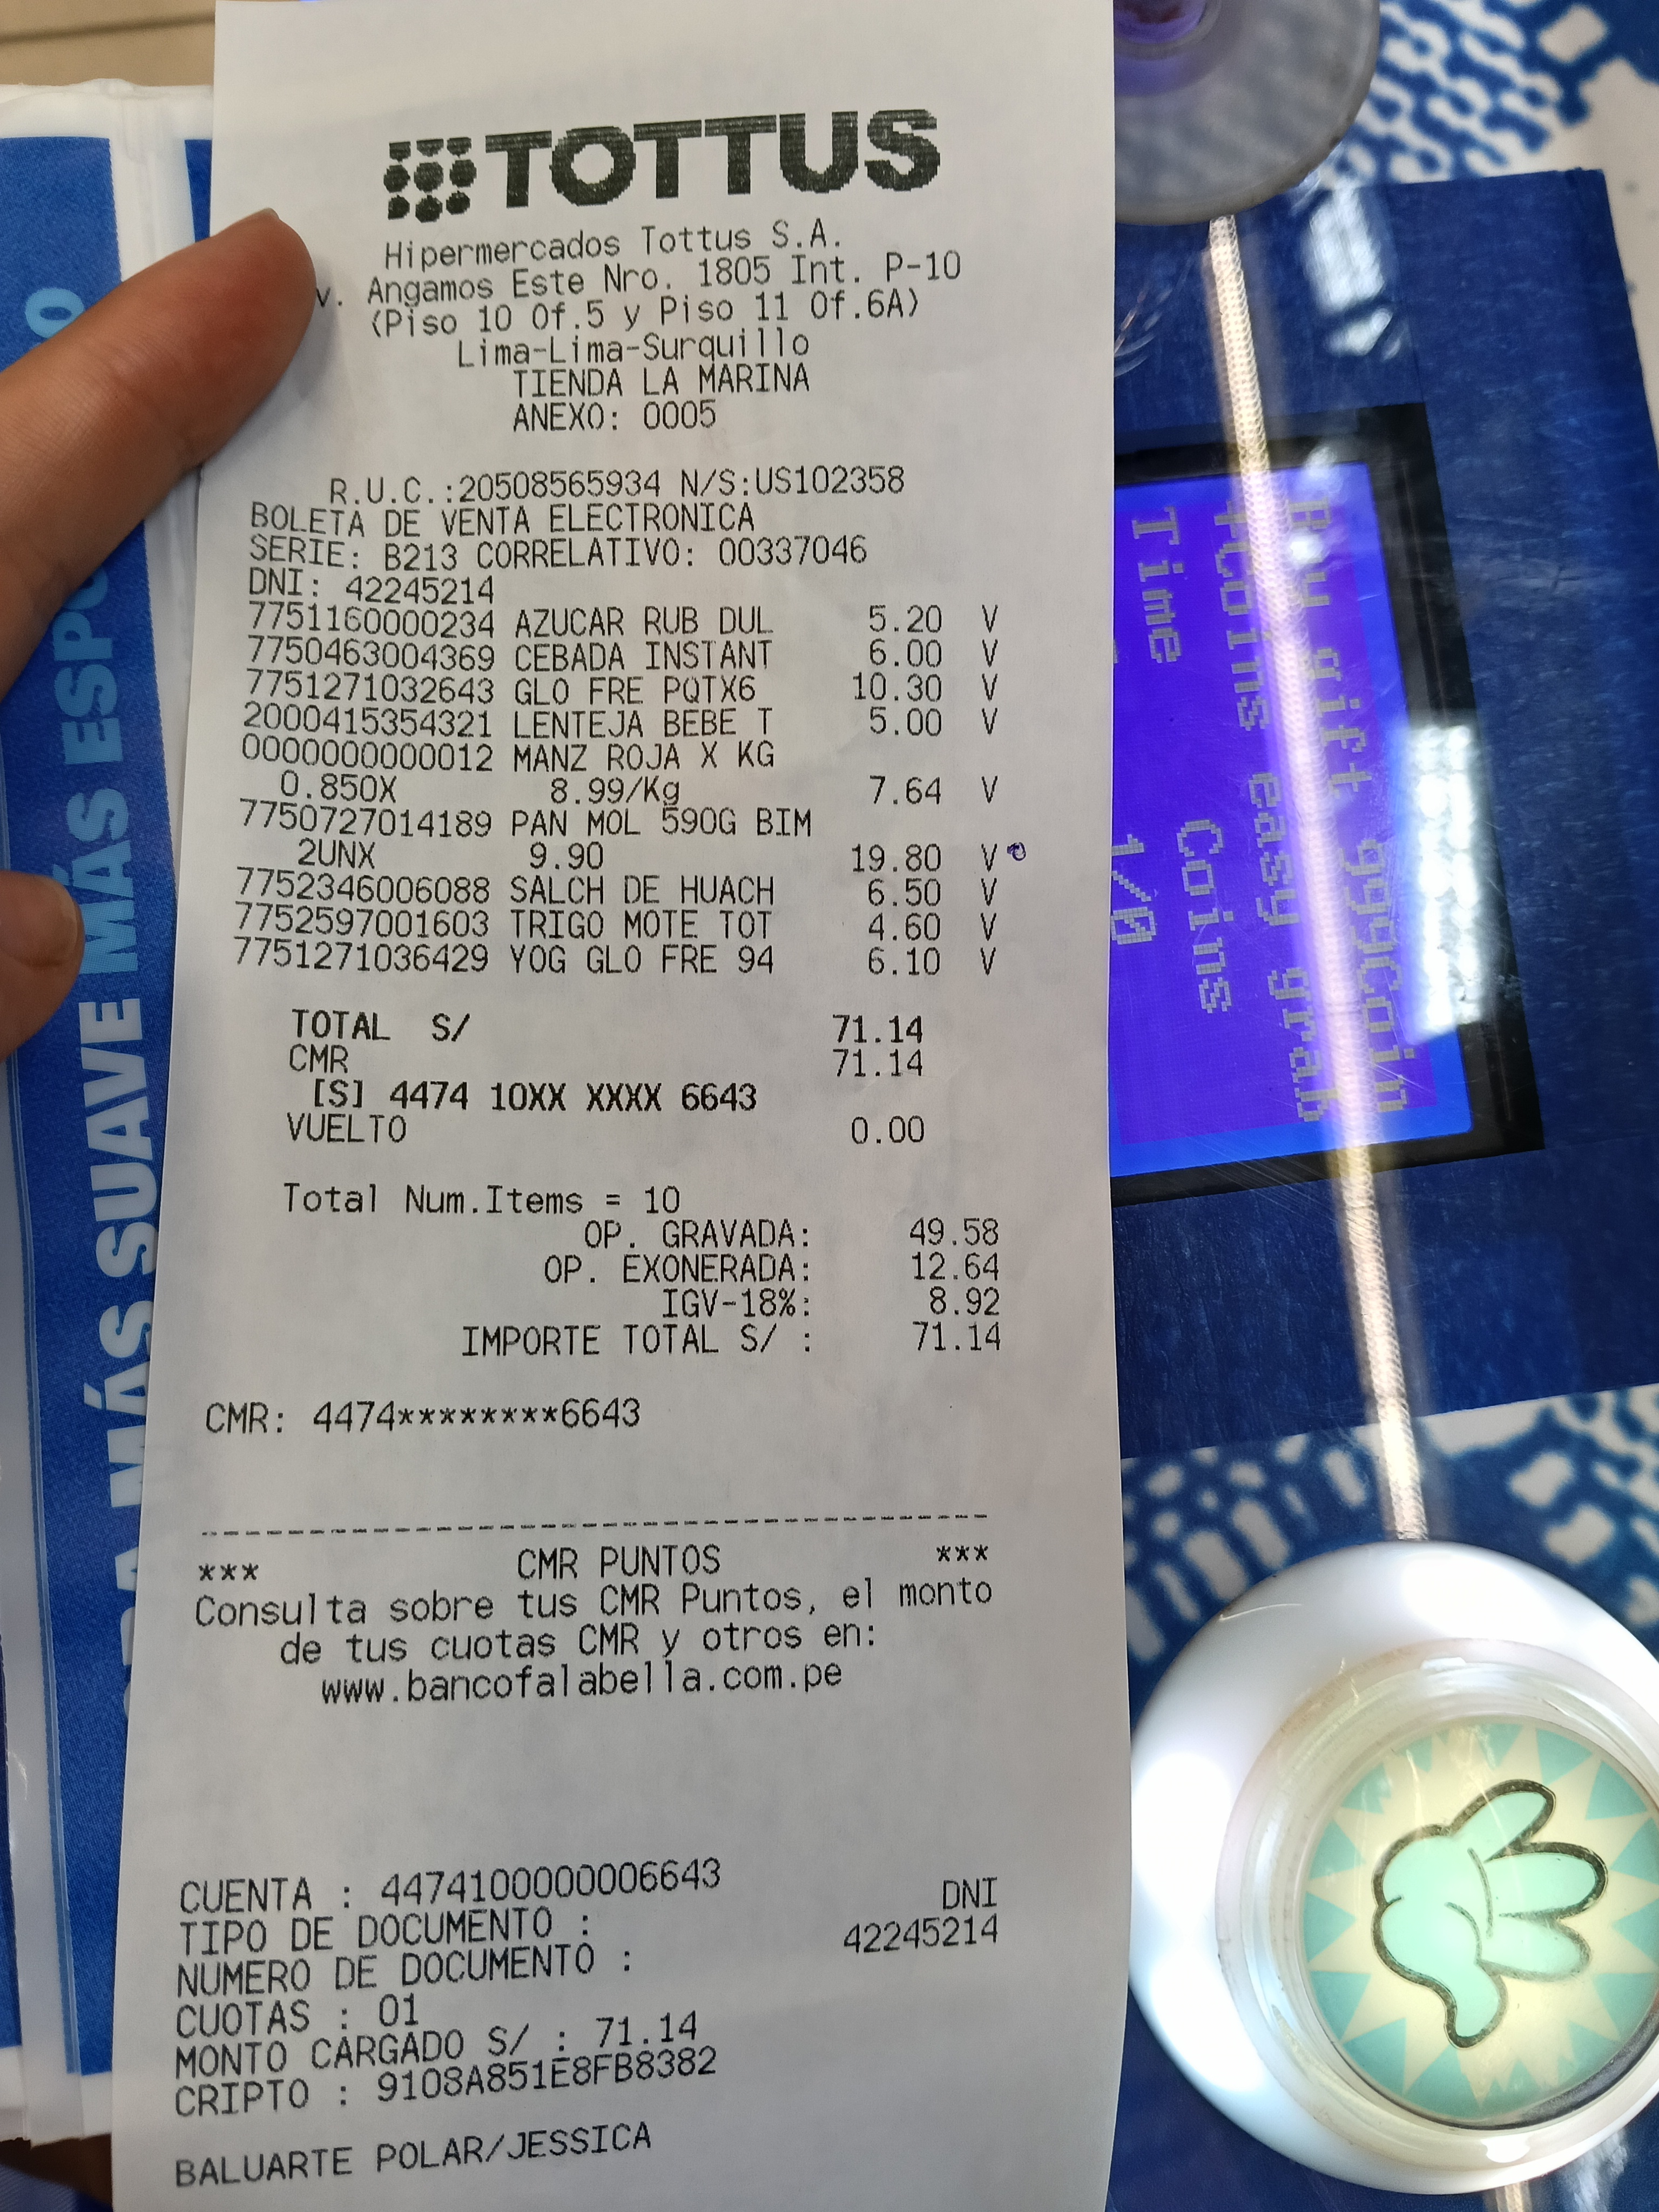 TOTTUS
Hipermercados Tottus S.A.
v. Angamos Este Nro. 1805 Int. P-10
(Piso 10 Of.5 y Piso 11 Of.6A)
Lima-Lima-Surquillo
TIENDA LA MARINA
ANEXO: 0005
R.U.C.:20508565934 N/S:US102358
BOLETA DE VENTA ELECTRONICA
SERIE: B213 CORRELATIVO: 00337046
DNI: 42245214
7751160000234 AZUCAR RUB DUL 5.20 V
7750463004369 CEBADA INSTANT 6.00 V
7751271032643 GLO FRE PQTX6 10.30 V
2000415354321 LENTEJA BEBE T 5.00 V
0000000000012 MANZ ROJA X KG
0.850X 8.99/Kg 7.64 V
7750727014189 PAN MOL 590G BIM
2UNX 9.90 19.80 V
7752346006088 SALCH DE HUACH 6.50 V
7752597001603 TRIGO MOTE TOT 4.60 V
7751271036429 YOG GLO FRE 94 6.10 V
TOTAL S/ 71.14
CMR 71.14
[S] 4474 10XX XXXX 6643
VUELTO 0.00
Total Num.Items = 10
OP. GRAVADA: 49.58
OP. EXONERADA: 12.64
IGV-18%: 8.92
IMPORTE TOTAL S/ : 71.14
CMR: 4474********6643
*** CMR PUNTOS ***
Consulta sobre tus CMR Puntos, el monto
de tus cuotas CMR y otros en:
www.bancofalabella.com.pe
CUENTA : 4474100000006643
TIPO DE DOCUMENTO : DNI
NUMERO DE DOCUMENTO : 42245214
CUOTAS : 01
MONTO CARGADO S/ : 71.14
CRIPTO : 9108A851E8FB8382
BALUARTE POLAR/JESSICA
MÁS SUAVE MÁS ESPO
Buy gift
easy grab
Time Coins
1/0